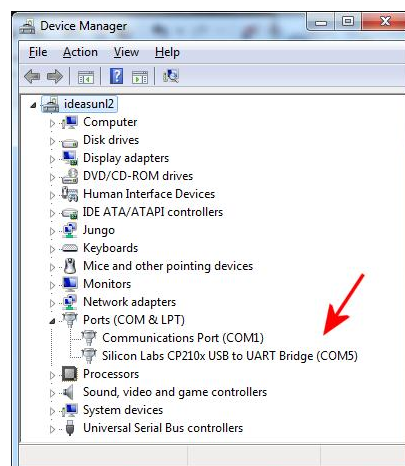 Device Manager
File Action View Help
ideasunl2
Computer
Disk drives
Display adapters
DVD/CD-ROM drives
Human Interface Devices
IDE ATA/ATAPI controllers
Jungo
Keyboards
Mice and other pointing devices
Monitors
Network adapters
Ports (COM & LPT)
Communications Port (COM1)
Silicon Labs CP210x USB to UART Bridge (COM5)
Processors
Sound, video and game controllers
System devices
Universal Serial Bus controllers